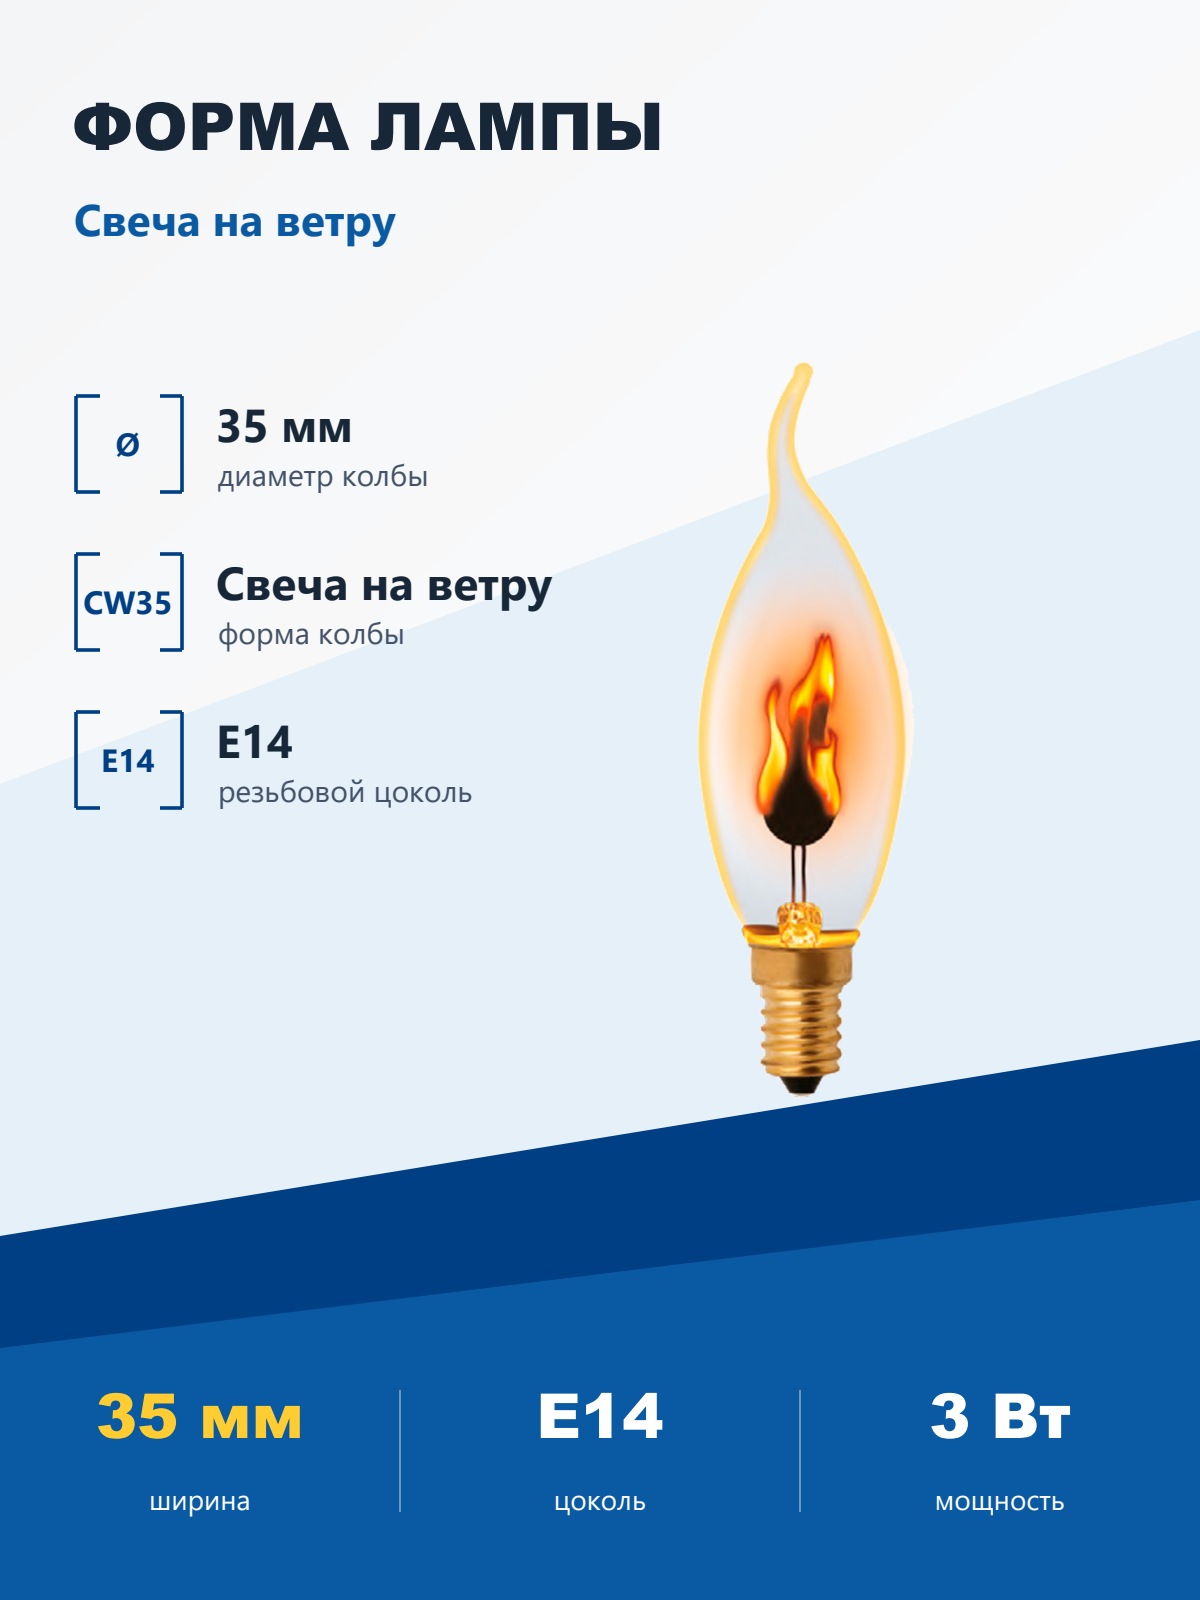 ФОРМА ЛАМПЫ
Свеча на ветру
Ø
35 мм
диаметр колбы
CW35
Свеча на ветру
форма колбы
E14
E14
резьбовой цоколь
35 мм
ширина
E14
цоколь
3 Вт
мощность